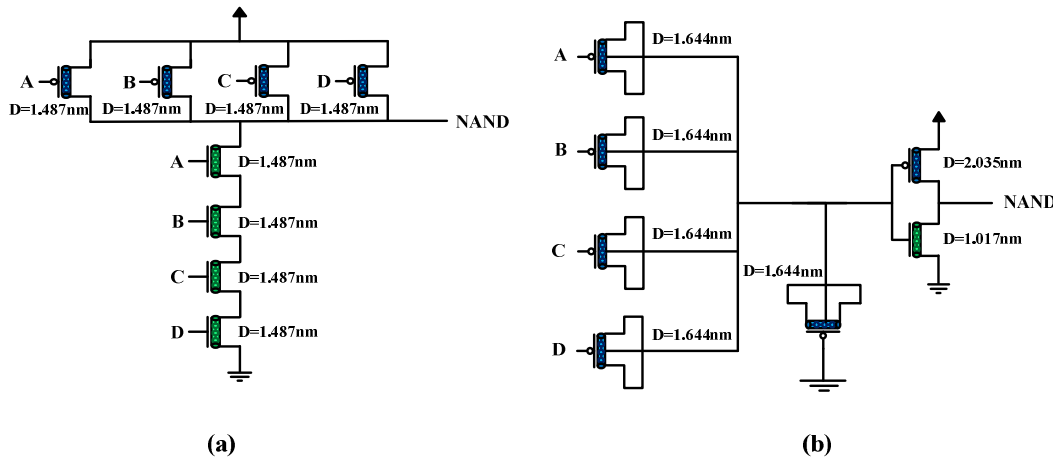 A
B
C
D
D=1.487nm
D=1.487nm
D=1.487nm
D=1.487nm
NAND
A
D=1.487nm
B
D=1.487nm
C
D=1.487nm
D
D=1.487nm
(a)
A
D=1.644nm
B
D=1.644nm
C
D=1.644nm
D
D=1.644nm
D=1.644nm
D=2.035nm
NAND
D=1.017nm
(b)